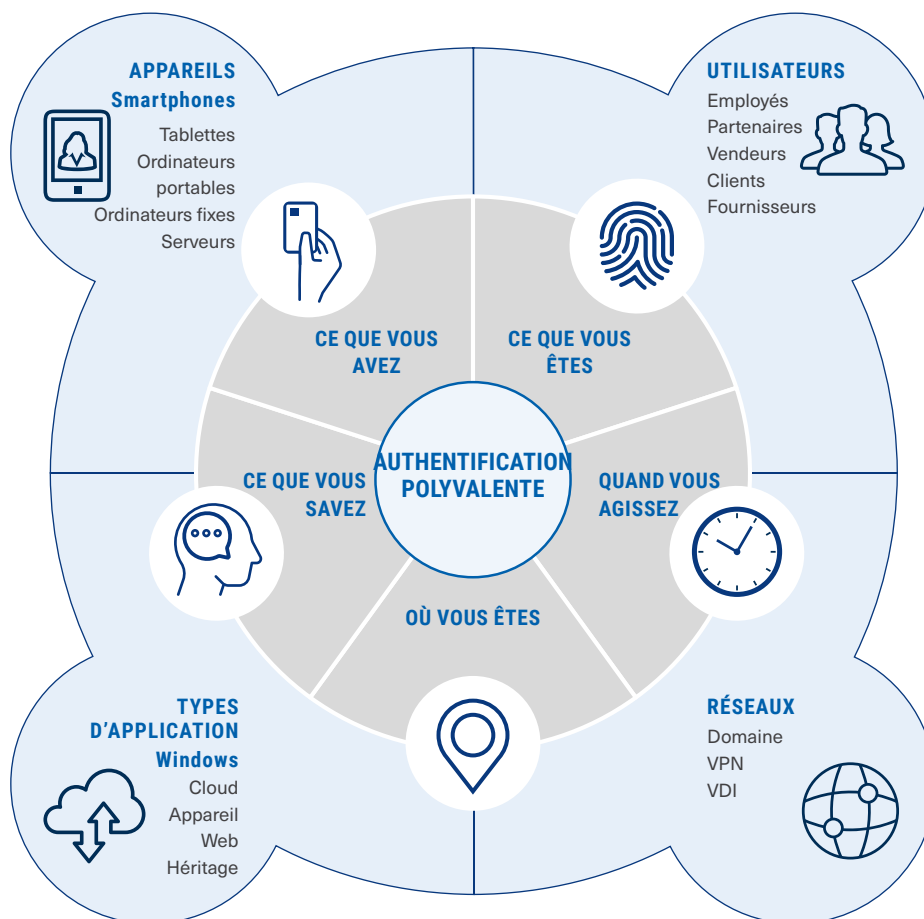 APPAREILS
Smartphones
Tablettes
Ordinateurs
portables
Ordinateurs fixes
Serveurs
UTILISATEURS
Employés
Partenaires
Vendeurs
Clients
Fournisseurs
CE QUE VOUS
AVEZ
CE QUE VOUS
ÊTES
CE QUE VOUS
SAVEZ
AUTHENTIFICATION
POLYVALENTE
QUAND VOUS
AGISSEZ
OÙ VOUS ÊTES
TYPES
D’APPLICATION
Windows
Cloud
Appareil
Web
Héritage
RÉSEAUX
Domaine
VPN
VDI